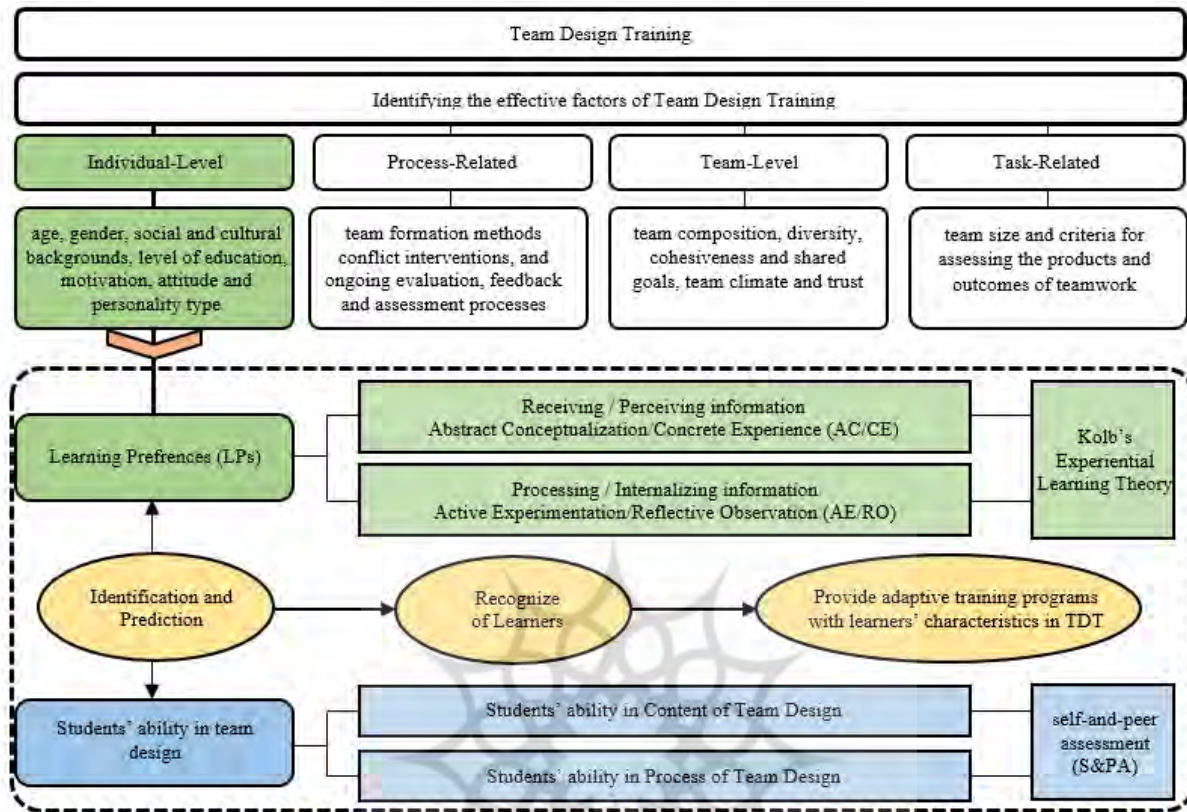 Team Design Training
Identifying the effective factors of Team Design Training
Individual-Level
Process-Related
Team-Level
Task-Related
age, gender, social and cultural
backgrounds, level of education,
motivation, attitude and
personality type
team formation methods
conflict interventions, and
ongoing evaluation, feedback
and assessment processes
team composition, diversity,
cohesiveness and shared
goals, team climate and trust
team size and criteria for
assessing the products and
outcomes of teamwork
Learning Prefrences (LPs)
Receiving / Perceiving information
Abstract Conceptualization/Concrete Experience (AC/CE)
Processing / Internalizing information
Active Experimentation/Reflective Observation (AE/RO)
Kolb's
Experiential
Learning Theory
Identification and
Prediction
Recognize
of Learners
Provide adaptive training programs
with learners' characteristics in TDT
Students' ability in team
design
Students' ability in Content of Team Design
Students' ability in Process of Team Design
self-and-peer
assessment
(S&PA)